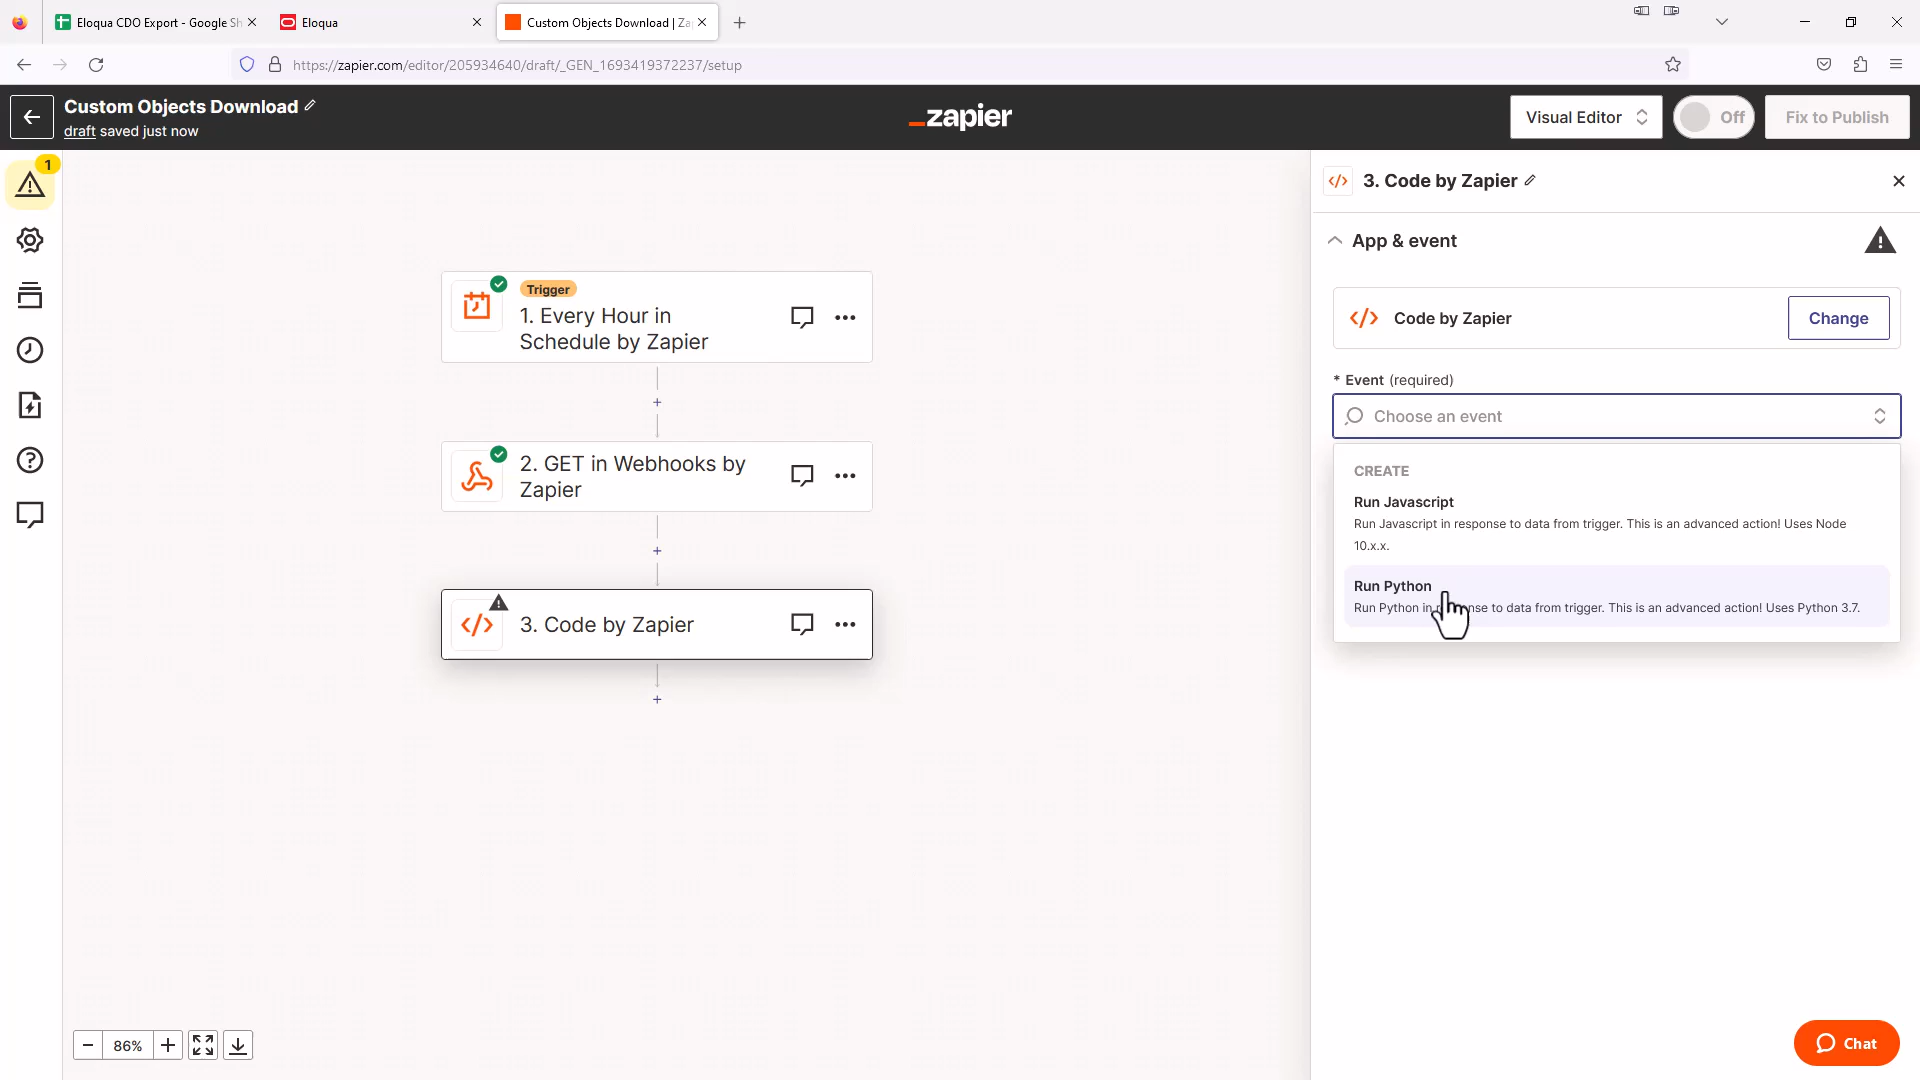 Eloqua CDO Export - Google Sh
Eloqua
Custom Objects Download | Za
https://zapier.com/editor/205934640/draft/_GEN_1693419372237/setup
Custom Objects Download
draft saved just now
zapier
Visual Editor
Off
Fix to Publish
1
Trigger
1. Every Hour in
Schedule by Zapier
2. GET in Webhooks by
Zapier
3. Code by Zapier
86%
3. Code by Zapier
App & event
Code by Zapier
Change
* Event (required)
Choose an event
CREATE
Run Javascript
Run Javascript in response to data from trigger. This is an advanced action! Uses Node
10.x.x.
Run Python
Run Python in nse to data from trigger. This is an advanced action! Uses Python 3.7.
Chat